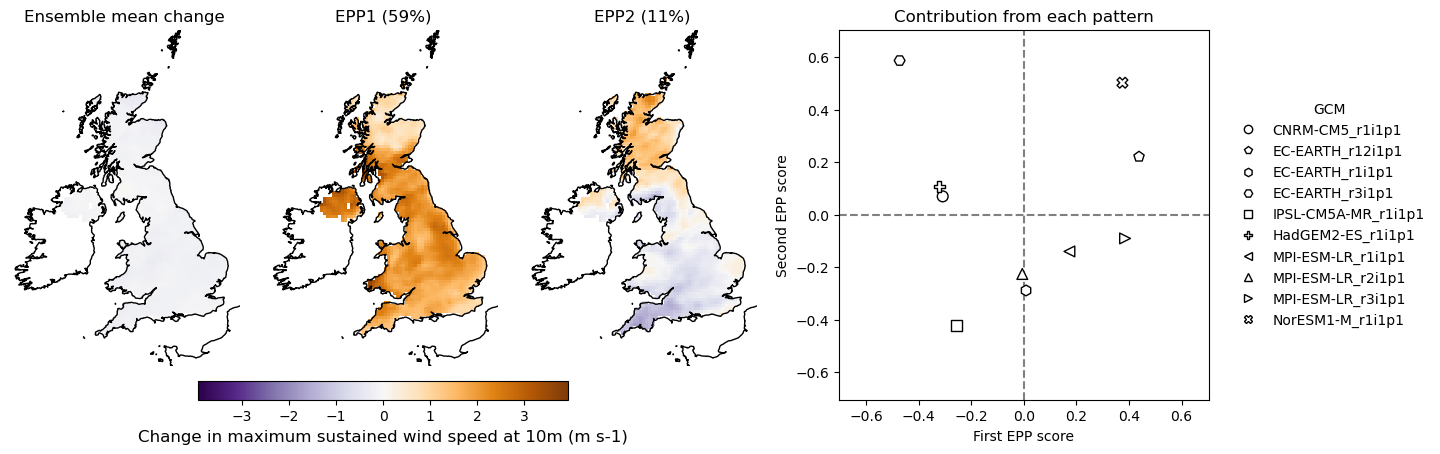 Ensemble mean change
EPP1 (59%)
EPP2 (11%)
Contribution from each pattern
−3
−2
−1
0
1
2
3
Change in maximum sustained wind speed at 10m (m s-1)
Second EPP score
0.6
0.4
0.2
0.0
−0.2
−0.4
−0.6
−0.6
−0.4
−0.2
0.0
0.2
0.4
0.6
First EPP score
GCM
CNRM-CM5_r1i1p1
EC-EARTH_r12i1p1
EC-EARTH_r1i1p1
EC-EARTH_r3i1p1
IPSL-CM5A-MR_r1i1p1
HadGEM2-ES_r1i1p1
MPI-ESM-LR_r1i1p1
MPI-ESM-LR_r2i1p1
MPI-ESM-LR_r3i1p1
NorESM1-M_r1i1p1